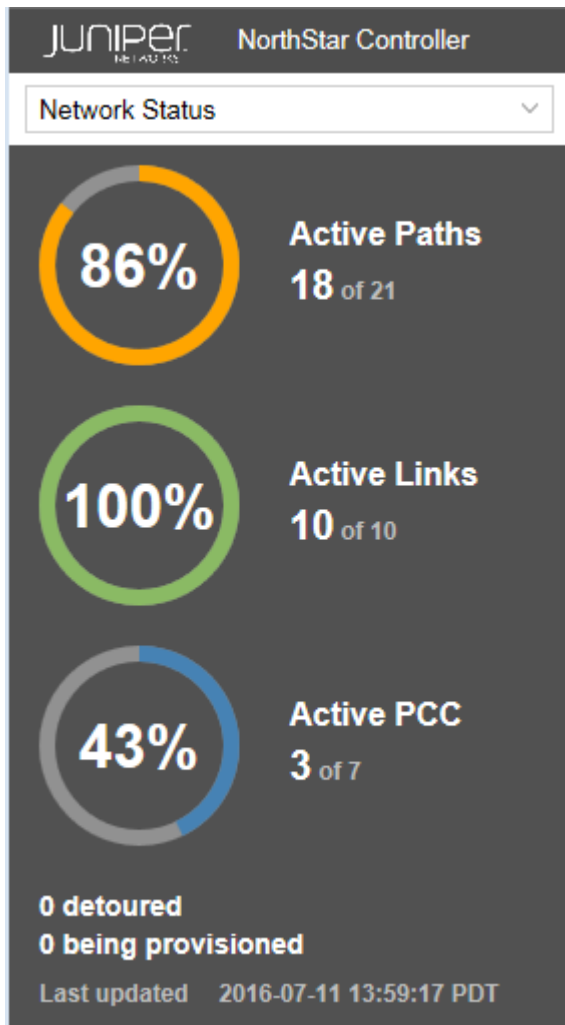 JUNIPER NorthStar Controller
NETWORKS
Network Status
86%
Active Paths
18 of 21
100%
Active Links
10 of 10
43%
Active PCC
3 of 7
0 detoured
0 being provisioned
Last updated 2016-07-11 13:59:17 PDT